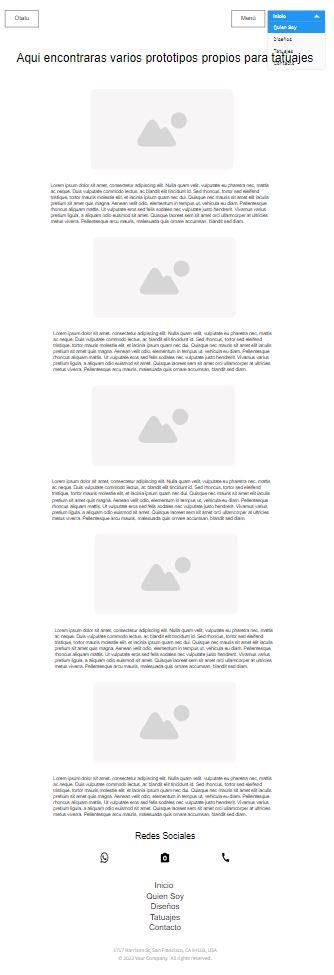 Otatu
Menú
Inicio
Quien Soy
Diseños
Tatuajes
Contacto
Aqui encontraras varios prototipos propios para tatuajes
Lorem ipsum dolor sit amet, consectetur adipiscing elit. Nulla quam velit, vulputate eu pharetra nec, mattis
ac neque. Duis vulputate commodo lectus, ac blandit elit tincidunt id. Sed rhoncus, tortor sed eleifend
tristique, tortor mauris molestie elit, et lacinia ipsum quam nec dui. Quisque nec mauris sit amet elit iaculis
pretium sit amet quis magna. Aenean velit odio, elementum in tempus ut, vehicula eu diam. Pellentesque
rhoncus aliquam mattis. Ut vulputate eros sed felis sodales nec vulputate justo hendrerit. Vivamus varius
pretium ligula, a aliquam odio euismod sit amet. Quisque laoreet sem sit amet orci ullamcorper at ultricies
metus viverra. Pellentesque arcu mauris, malesuada quis ornare accumsan, blandit sed diam.
Lorem ipsum dolor sit amet, consectetur adipiscing elit. Nulla quam velit, vulputate eu pharetra nec, mattis
ac neque. Duis vulputate commodo lectus, ac blandit elit tincidunt id. Sed rhoncus, tortor sed eleifend
tristique, tortor mauris molestie elit, et lacinia ipsum quam nec dui. Quisque nec mauris sit amet elit iaculis
pretium sit amet quis magna. Aenean velit odio, elementum in tempus ut, vehicula eu diam. Pellentesque
rhoncus aliquam mattis. Ut vulputate eros sed felis sodales nec vulputate justo hendrerit. Vivamus varius
pretium ligula, a aliquam odio euismod sit amet. Quisque laoreet sem sit amet orci ullamcorper at ultricies
metus viverra. Pellentesque arcu mauris, malesuada quis ornare accumsan, blandit sed diam.
Lorem ipsum dolor sit amet, consectetur adipiscing elit. Nulla quam velit, vulputate eu pharetra nec, mattis
ac neque. Duis vulputate commodo lectus, ac blandit elit tincidunt id. Sed rhoncus, tortor sed eleifend
tristique, tortor mauris molestie elit, et lacinia ipsum quam nec dui. Quisque nec mauris sit amet elit iaculis
pretium sit amet quis magna. Aenean velit odio, elementum in tempus ut, vehicula eu diam. Pellentesque
rhoncus aliquam mattis. Ut vulputate eros sed felis sodales nec vulputate justo hendrerit. Vivamus varius
pretium ligula, a aliquam odio euismod sit amet. Quisque laoreet sem sit amet orci ullamcorper at ultricies
metus viverra. Pellentesque arcu mauris, malesuada quis ornare accumsan, blandit sed diam.
Lorem ipsum dolor sit amet, consectetur adipiscing elit. Nulla quam velit, vulputate eu pharetra nec, mattis
ac neque. Duis vulputate commodo lectus, ac blandit elit tincidunt id. Sed rhoncus, tortor sed eleifend
tristique, tortor mauris molestie elit, et lacinia ipsum quam nec dui. Quisque nec mauris sit amet elit iaculis
pretium sit amet quis magna. Aenean velit odio, elementum in tempus ut, vehicula eu diam. Pellentesque
rhoncus aliquam mattis. Ut vulputate eros sed felis sodales nec vulputate justo hendrerit. Vivamus varius
pretium ligula, a aliquam odio euismod sit amet. Quisque laoreet sem sit amet orci ullamcorper at ultricies
metus viverra. Pellentesque arcu mauris, malesuada quis ornare accumsan, blandit sed diam.
Lorem ipsum dolor sit amet, consectetur adipiscing elit. Nulla quam velit, vulputate eu pharetra nec, mattis
ac neque. Duis vulputate commodo lectus, ac blandit elit tincidunt id. Sed rhoncus, tortor sed eleifend
tristique, tortor mauris molestie elit, et lacinia ipsum quam nec dui. Quisque nec mauris sit amet elit iaculis
pretium sit amet quis magna. Aenean velit odio, elementum in tempus ut, vehicula eu diam. Pellentesque
rhoncus aliquam mattis. Ut vulputate eros sed felis sodales nec vulputate justo hendrerit. Vivamus varius
pretium ligula, a aliquam odio euismod sit amet. Quisque laoreet sem sit amet orci ullamcorper at ultricies
metus viverra. Pellentesque arcu mauris, malesuada quis ornare accumsan, blandit sed diam.
Redes Sociales
Inicio
Quien Soy
Diseños
Tatuajes
Contacto
1717 Harrison St, San Francisco, CA 94103, USA
© 2022 Your Company. All rights reserved.